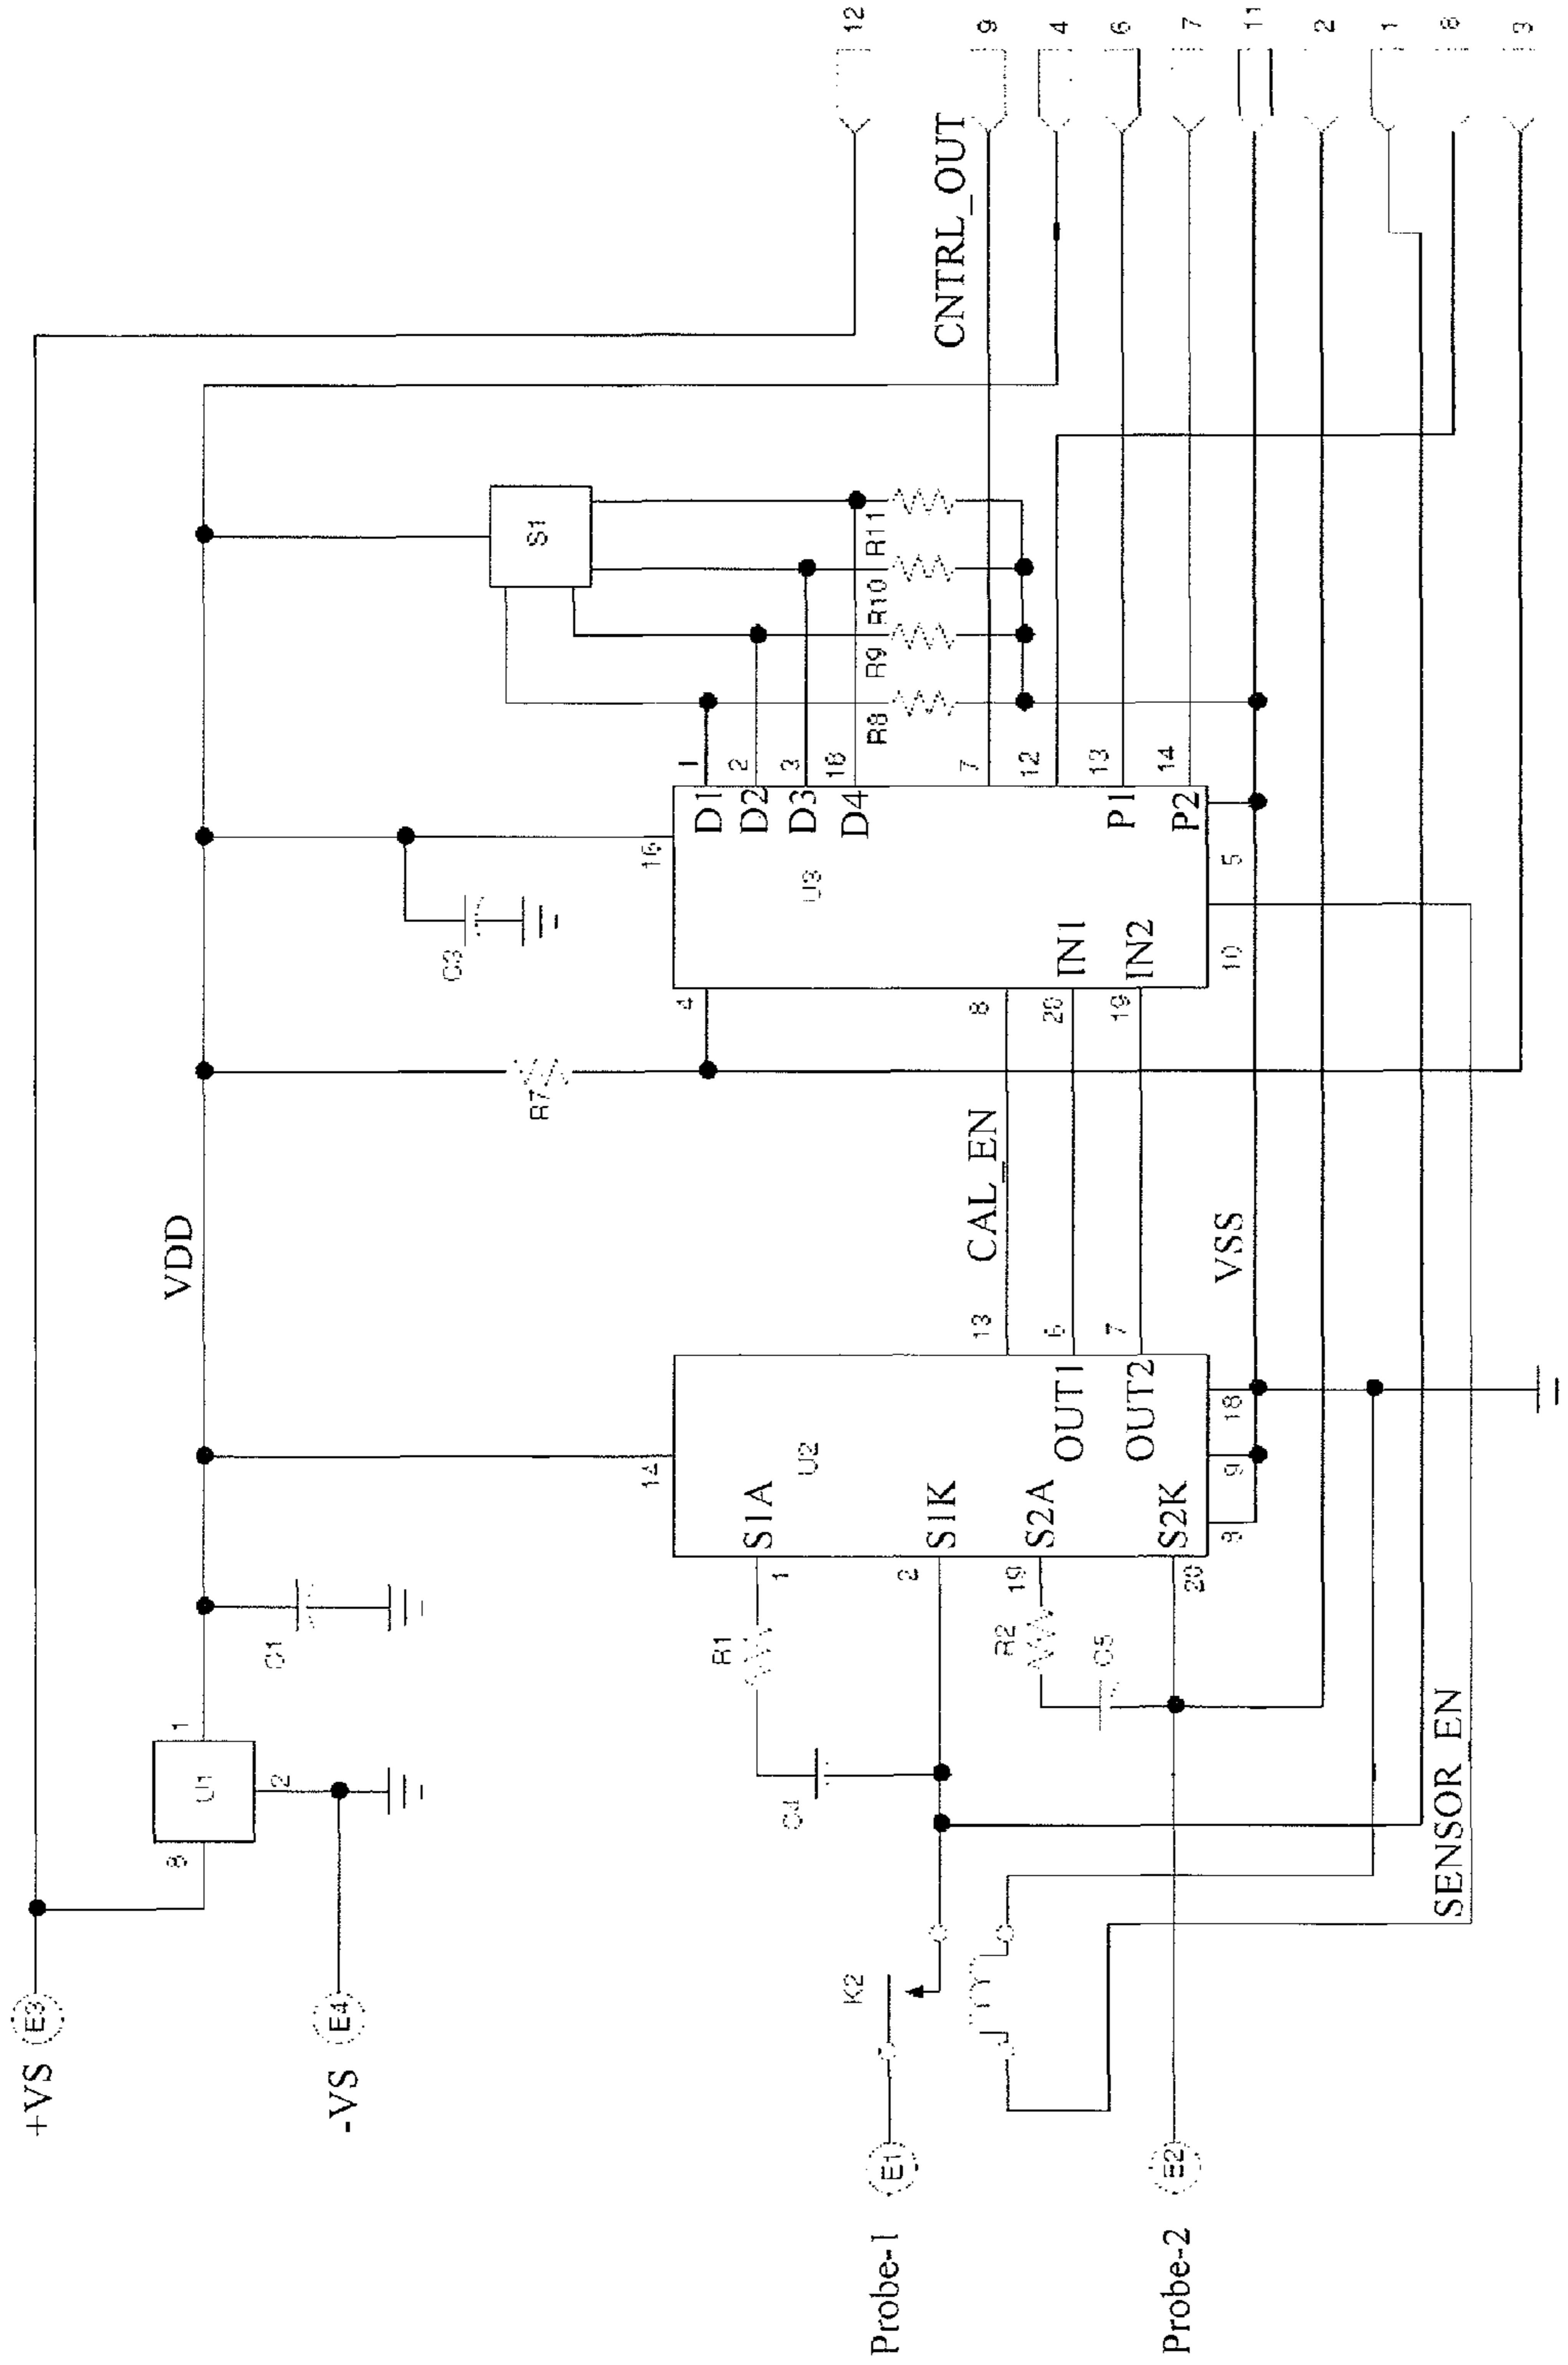 +VS E3
-VS E4
8 U1 1
2
C1
VDD
14
S1A
U2
S1K
S2A
OUT1
OUT2
S2K
1
2
19
20
R1
C4
R2
C5
13
6
7
8 9 18
CAL_EN
VSS
R7
C3
4
8
20
19
16
U3
IN1
IN2
D1
D2
D3
D4
P1
P2
1
2
3
18
7
12
13
14
10 5
S1
R8 R9 R10 R11
CNTRL_OUT
12
9
4
6
7
11
2
1
8
3
K2
Probe-1 E1
Probe-2 E2
SENSOR_EN